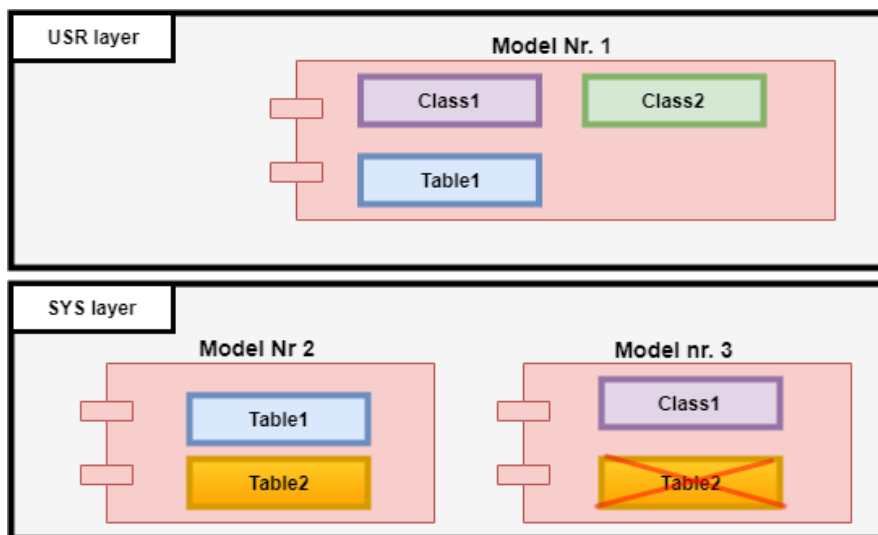 USR layer
Model Nr. 1
Class1
Class2
Table1
SYS layer
Model Nr 2
Model nr. 3
Table1
Class1
Table2
Table2